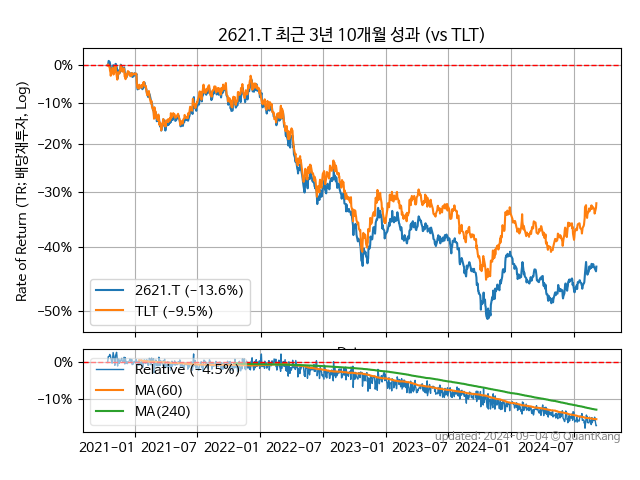 2621.T 최근 3년 10개월 성과 (vs TLT)
Rate of Return (TR; 배당재투자, Log)
0%
−10%
−20%
−30%
−40%
−50%
2621.T (−13.6%)
TLT (−9.5%)
0%
−10%
Relative (−4.5%)
MA(60)
MA(240)
2021−01 2021−07 2022−01 2022−07 2023−01 2023−07 2024−01 2024−07
updated: 2024-09-04 © QuantKang